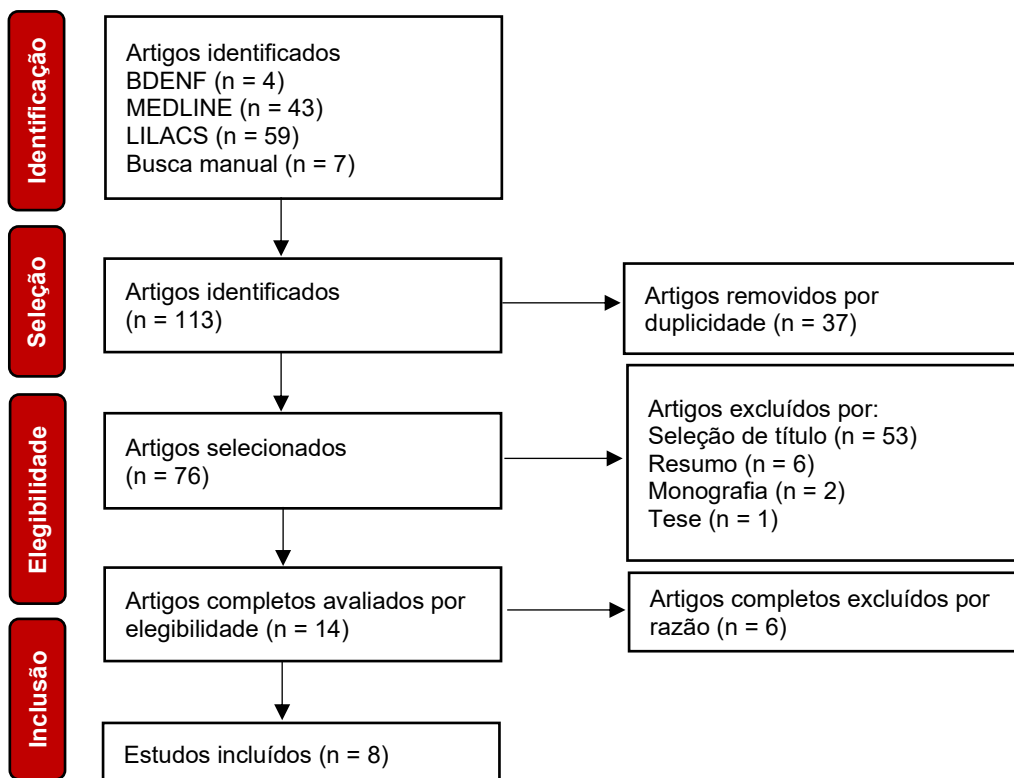 Identificação
Artigos identificados
BDENF (n = 4)
MEDLINE (n = 43)
LILACS (n = 59)
Busca manual (n = 7)
Seleção
Artigos identificados
(n = 113)
Artigos removidos por
duplicidade (n = 37)
Elegibilidade
Artigos selecionados
(n = 76)
Artigos excluídos por:
Seleção de título (n = 53)
Resumo (n = 6)
Monografia (n = 2)
Tese (n = 1)
Artigos completos avaliados por
elegibilidade (n = 14)
Artigos completos excluídos por
razão (n = 6)
Inclusão
Estudos incluídos (n = 8)